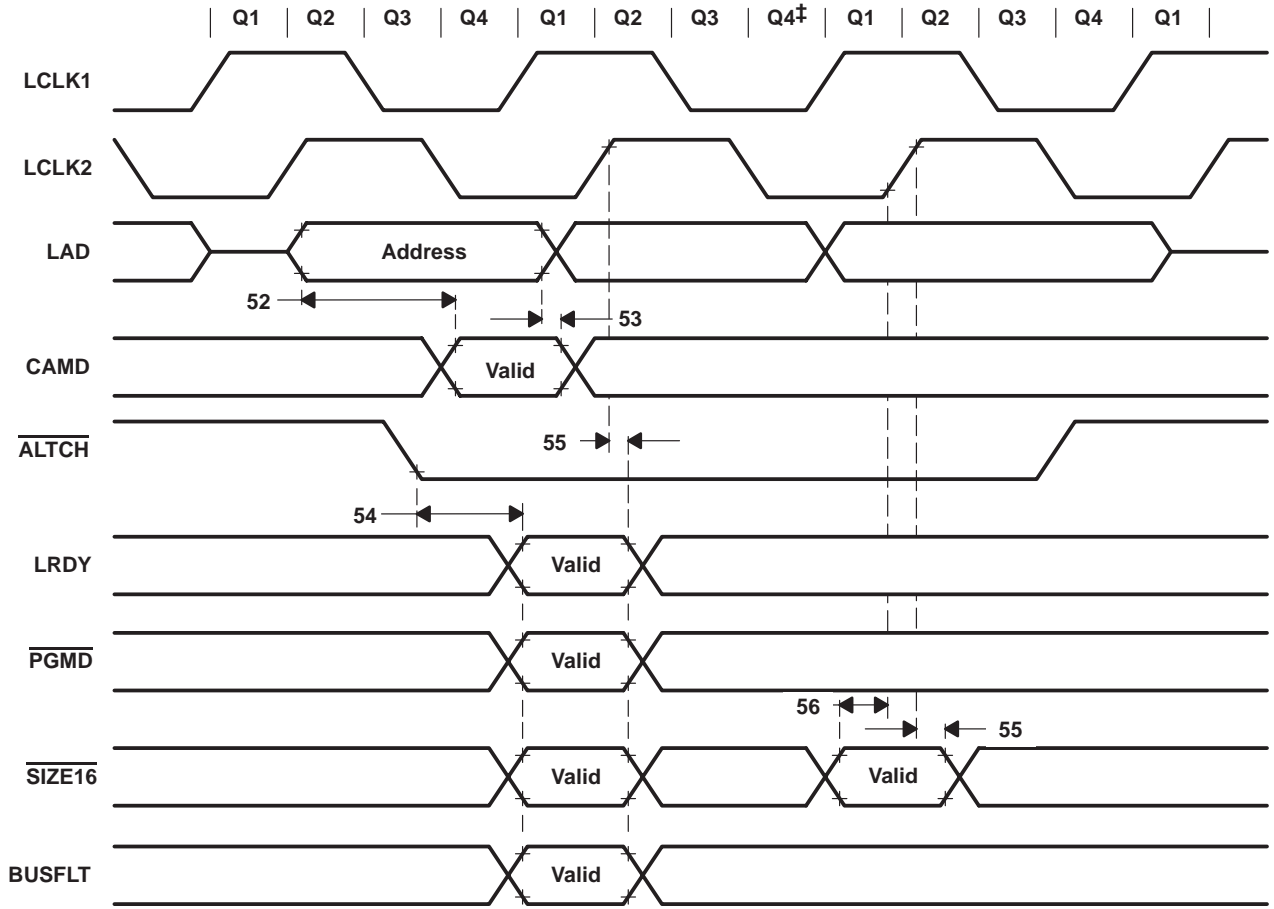 Q1 Q2 Q3 Q4 Q1 Q2 Q3 Q4‡ Q1 Q2 Q3 Q4 Q1
LCLK1
LCLK2
LAD Address
52 53
CAMD Valid
ALTCH 55
54
LRDY Valid
PGMD Valid
56 55
SIZE16 Valid Valid
BUSFLT Valid